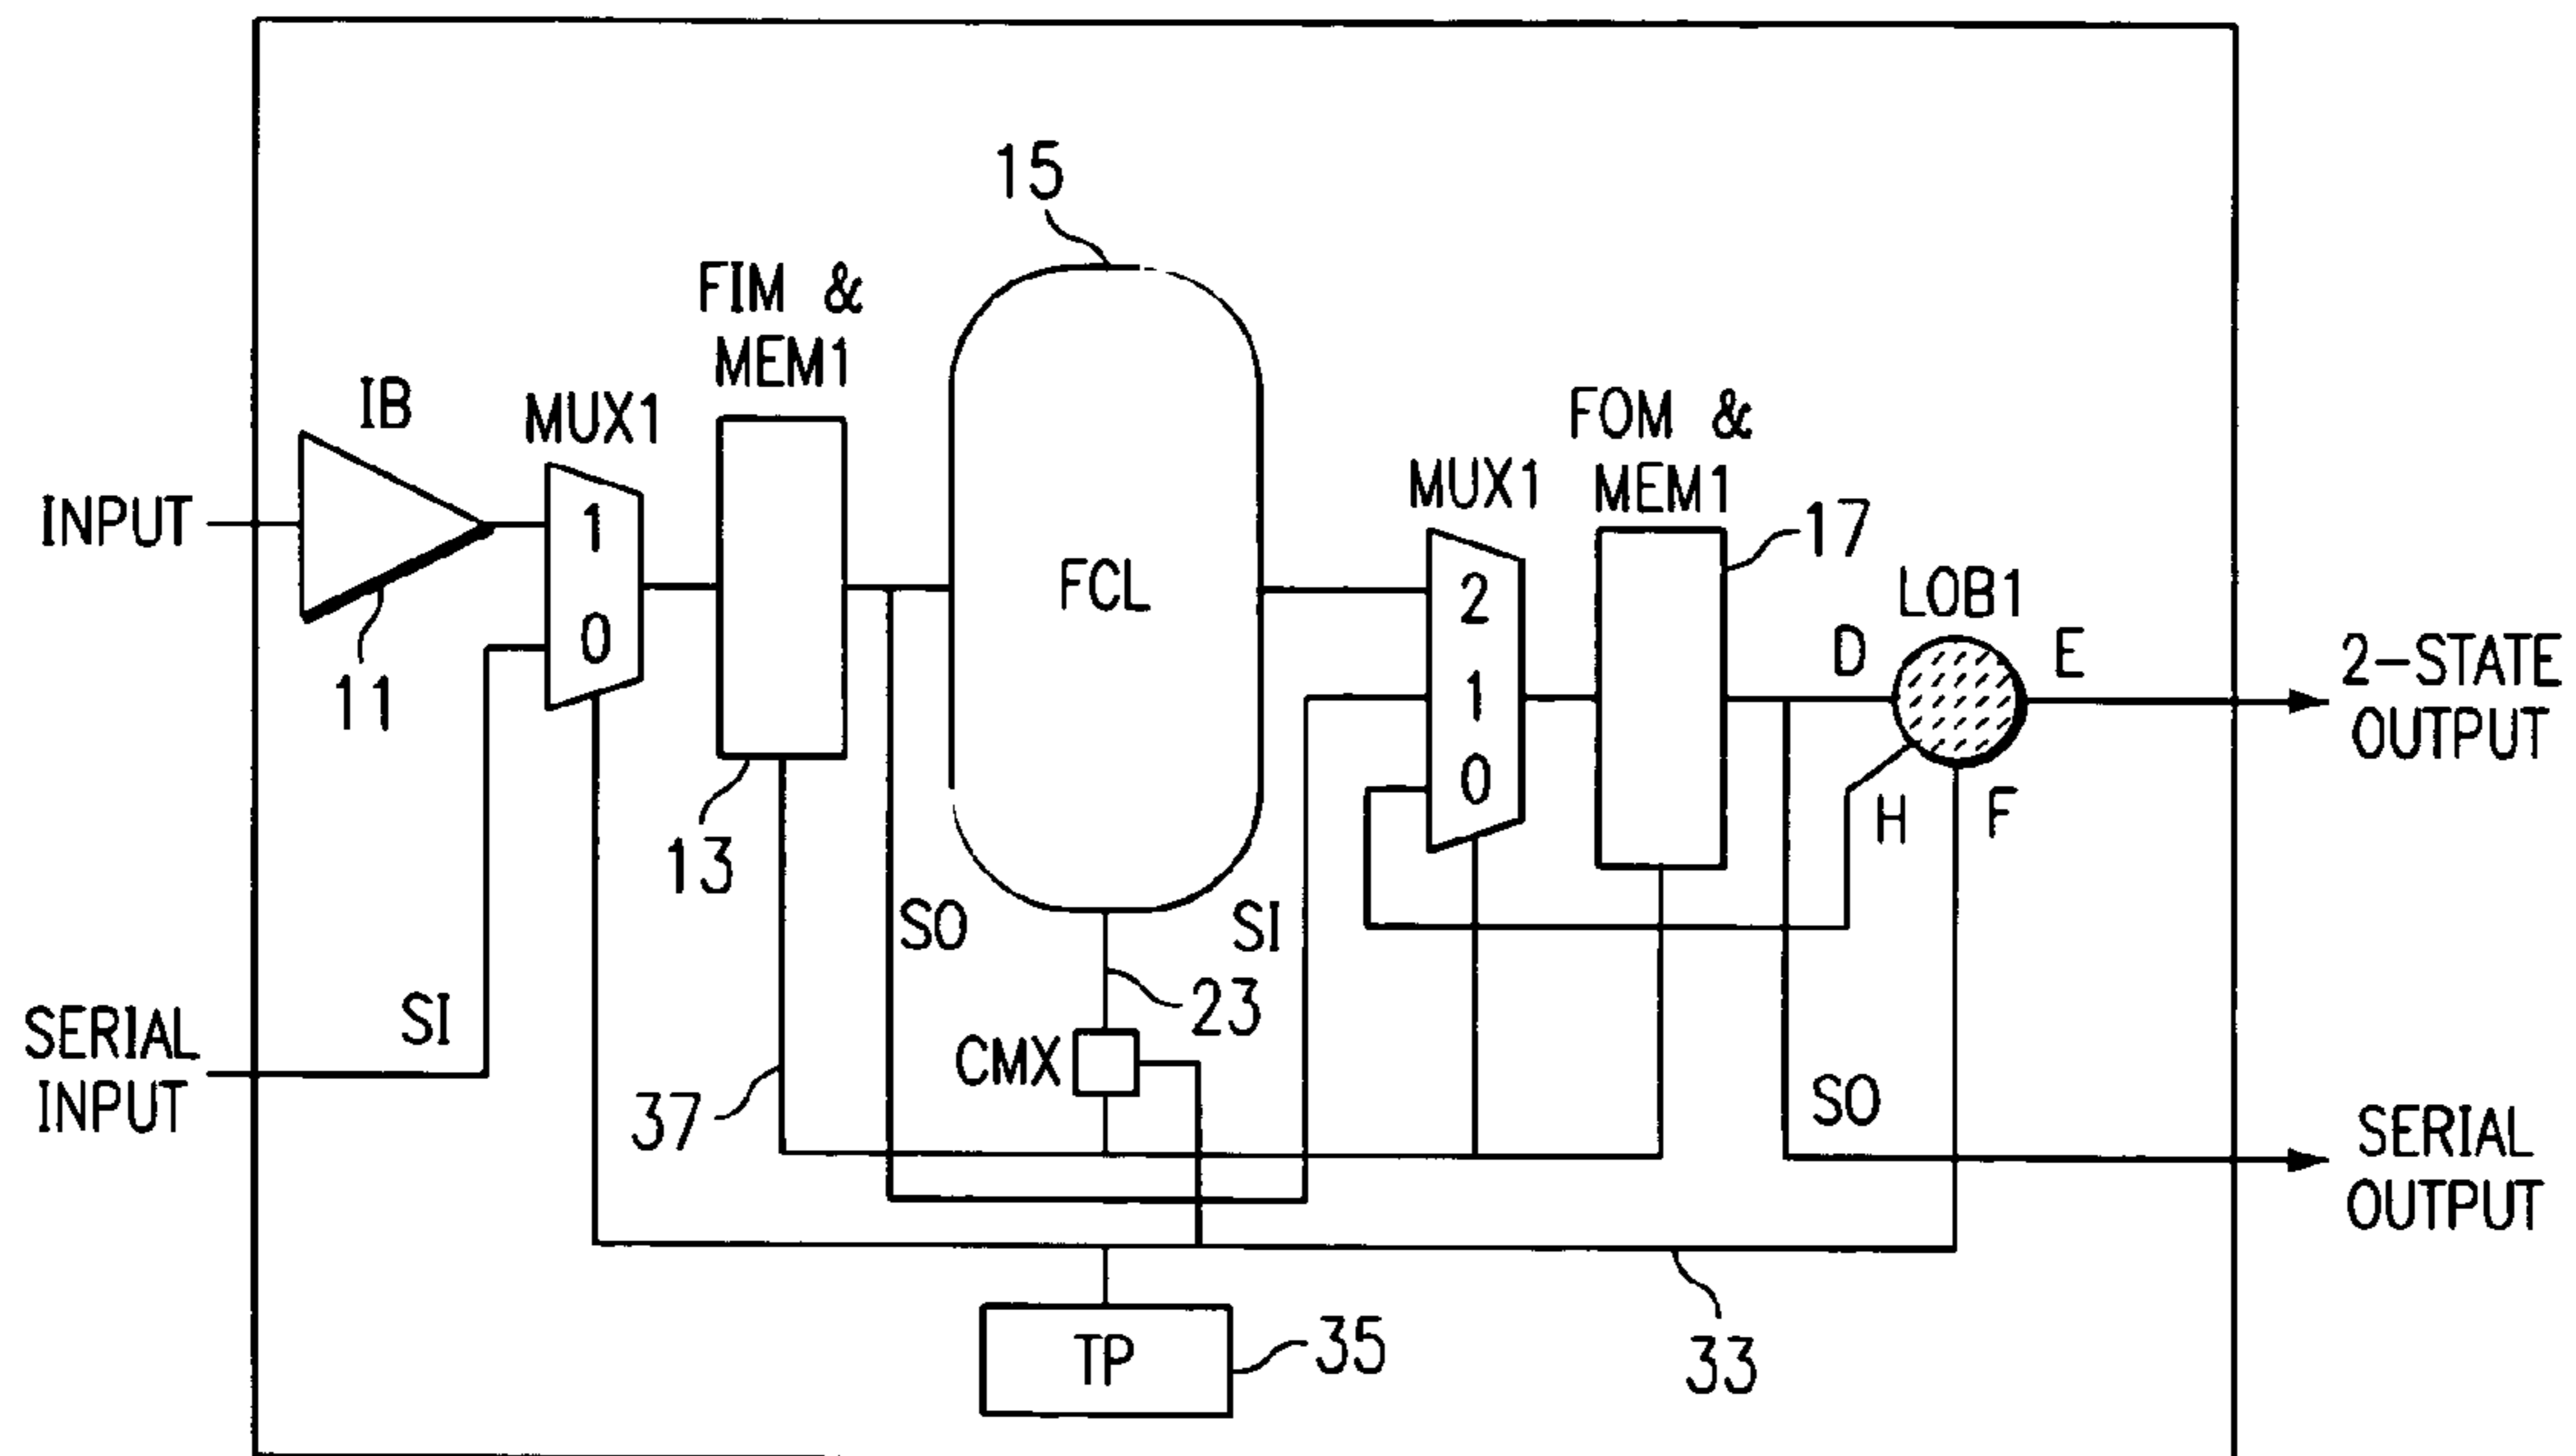 15
FIM &
MEM1
IB
MUX1
FOM &
MEM1
MUX1
17
INPUT
1
0
FCL
2
1
0
LOB1
D
E
H
F
2-STATE
OUTPUT
11
13
SO
SI
23
SI
SERIAL
INPUT
CMX
37
SO
SERIAL
OUTPUT
TP
35
33